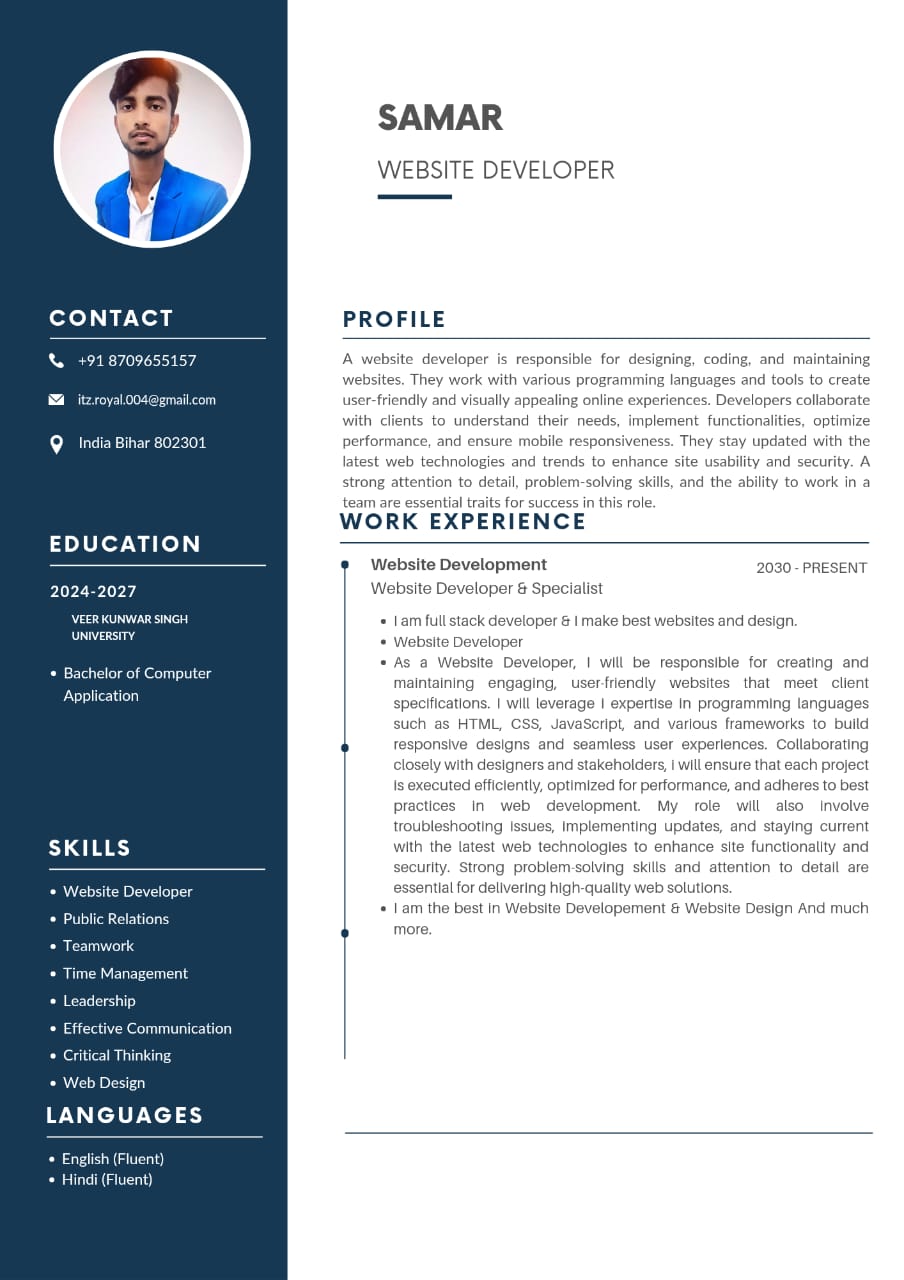 SAMAR
WEBSITE DEVELOPER
CONTACT
+91 8709655157
itz.royal.004@gmail.com
India Bihar 802301
EDUCATION
2024-2027
VEER KUNWAR SINGH
UNIVERSITY
• Bachelor of Computer
Application
SKILLS
• Website Developer
• Public Relations
• Teamwork
• Time Management
• Leadership
• Effective Communication
• Critical Thinking
• Web Design
LANGUAGES
• English (Fluent)
• Hindi (Fluent)
PROFILE
A website developer is responsible for designing, coding, and maintaining
websites. They work with various programming languages and tools to create
user-friendly and visually appealing online experiences. Developers collaborate
with clients to understand their needs, implement functionalities, optimize
performance, and ensure mobile responsiveness. They stay updated with the
latest web technologies and trends to enhance site usability and security. A
strong attention to detail, problem-solving skills, and the ability to work in a
team are essential traits for success in this role.
WORK EXPERIENCE
Website Development 2030 - PRESENT
Website Developer & Specialist
• I am full stack developer & I make best websites and design.
• Website Developer
• As a Website Developer, I will be responsible for creating and
maintaining engaging, user-friendly websites that meet client
specifications. I will leverage I expertise in programming languages
such as HTML, CSS, JavaScript, and various frameworks to build
responsive designs and seamless user experiences. Collaborating
closely with designers and stakeholders, i will ensure that each project
is executed efficiently, optimized for performance, and adheres to best
practices in web development. My role will also involve
troubleshooting issues, implementing updates, and staying current
with the latest web technologies to enhance site functionality and
security. Strong problem-solving skills and attention to detail are
essential for delivering high-quality web solutions.
• I am the best in Website Developement & Website Design And much
more.